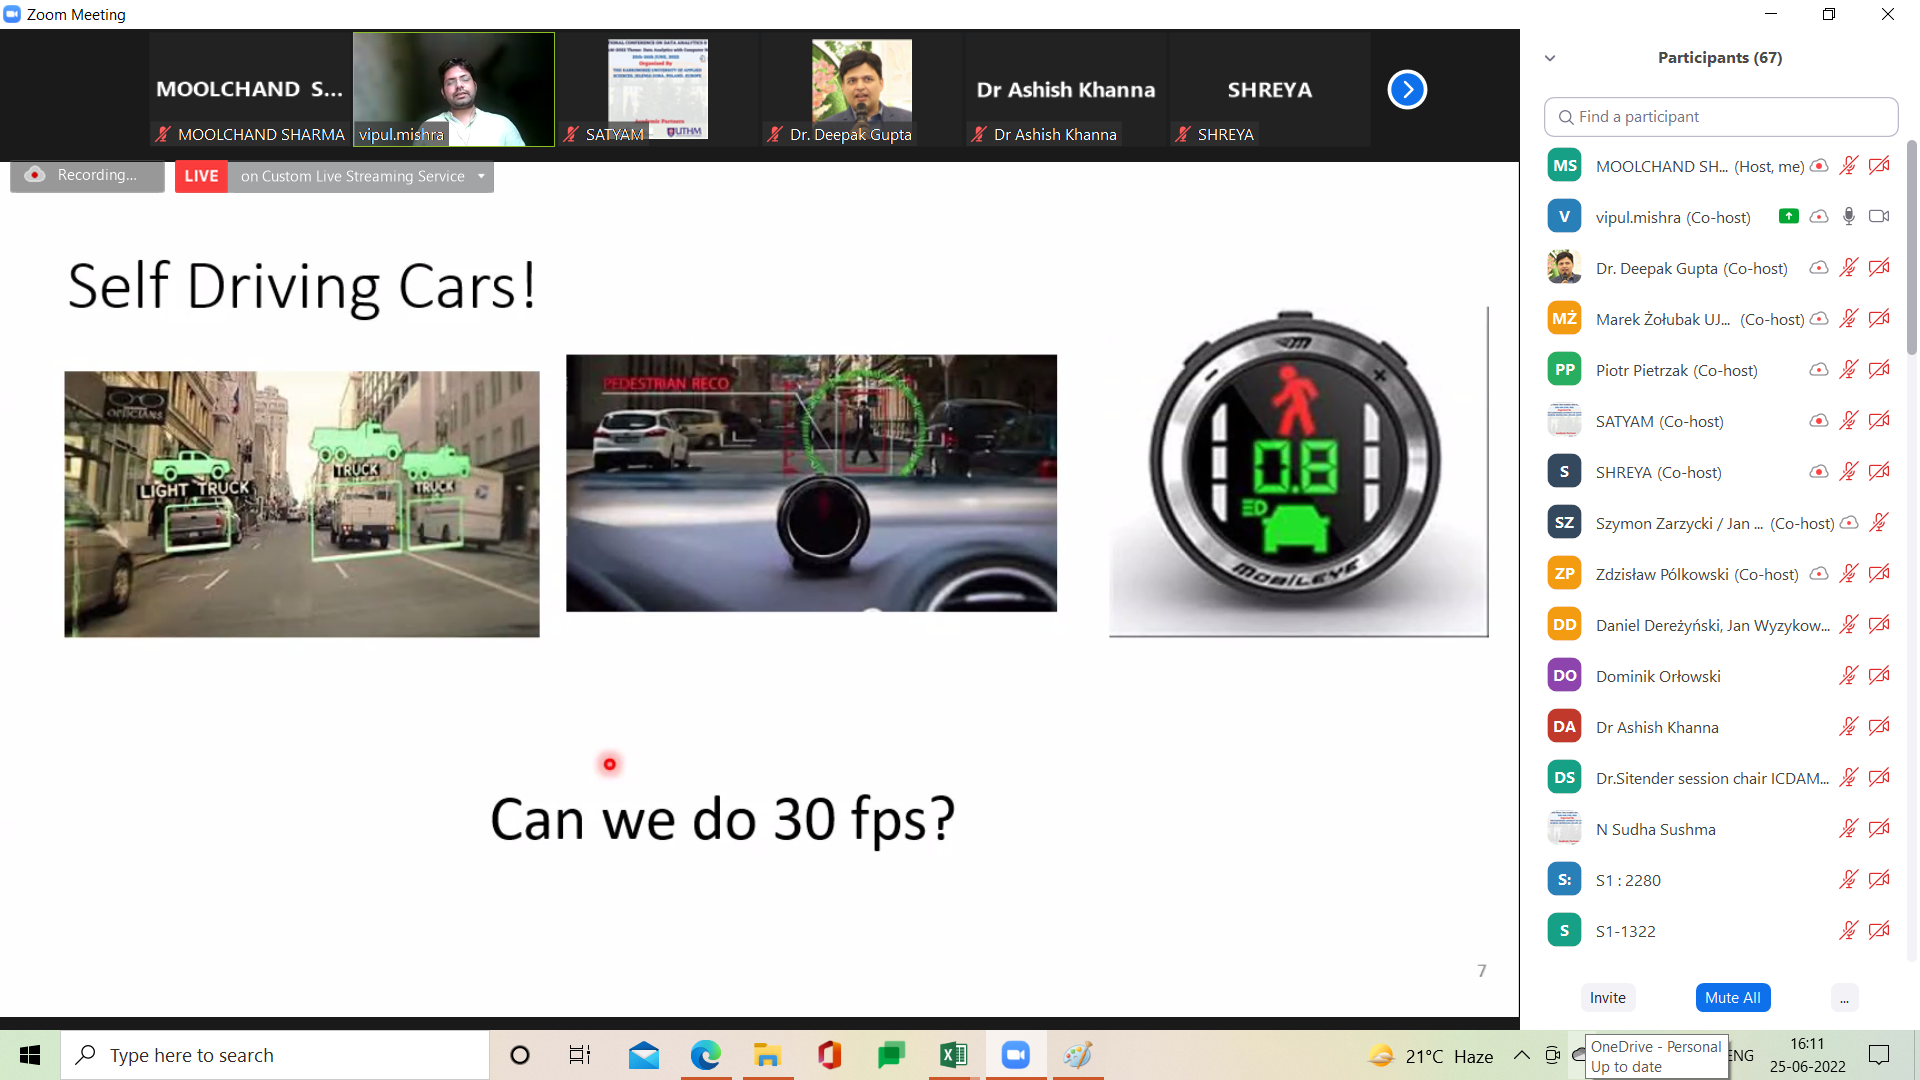 Zoom Meeting
MOOLCHAND S...
Dr Ashish Khanna
SHREYA
MOOLCHAND SHARMA
vipul.mishra
SATYAM
Dr. Deepak Gupta
Dr Ashish Khanna
SHREYA
UTHM
Recording...
LIVE
on Custom Live Streaming Service
Self Driving Cars!
OPTICIANS
LIGHT TRUCK
TRUCK
TRUCK
PEDESTRIAN RECO
0.8
MOBILEYE
Can we do 30 fps?
7
Participants (67)
Find a participant
MS MOOLCHAND SH... (Host, me)
V vipul.mishra (Co-host)
Dr. Deepak Gupta (Co-host)
MŻ Marek Żołubak UJ... (Co-host)
PP Piotr Pietrzak (Co-host)
SATYAM (Co-host)
S SHREYA (Co-host)
SZ Szymon Zarzycki / Jan ... (Co-host)
ZP Zdzisław Pólkowski (Co-host)
DD Daniel Dereżyński, Jan Wyzykow...
DO Dominik Orłowski
DA Dr Ashish Khanna
DS Dr.Sitender session chair ICDAM...
N Sudha Sushma
S: S1 : 2280
S S1-1322
Invite
Mute All
...
Type here to search
21°C Haze
OneDrive - Personal
Up to date
ENG
16:11
25-06-2022